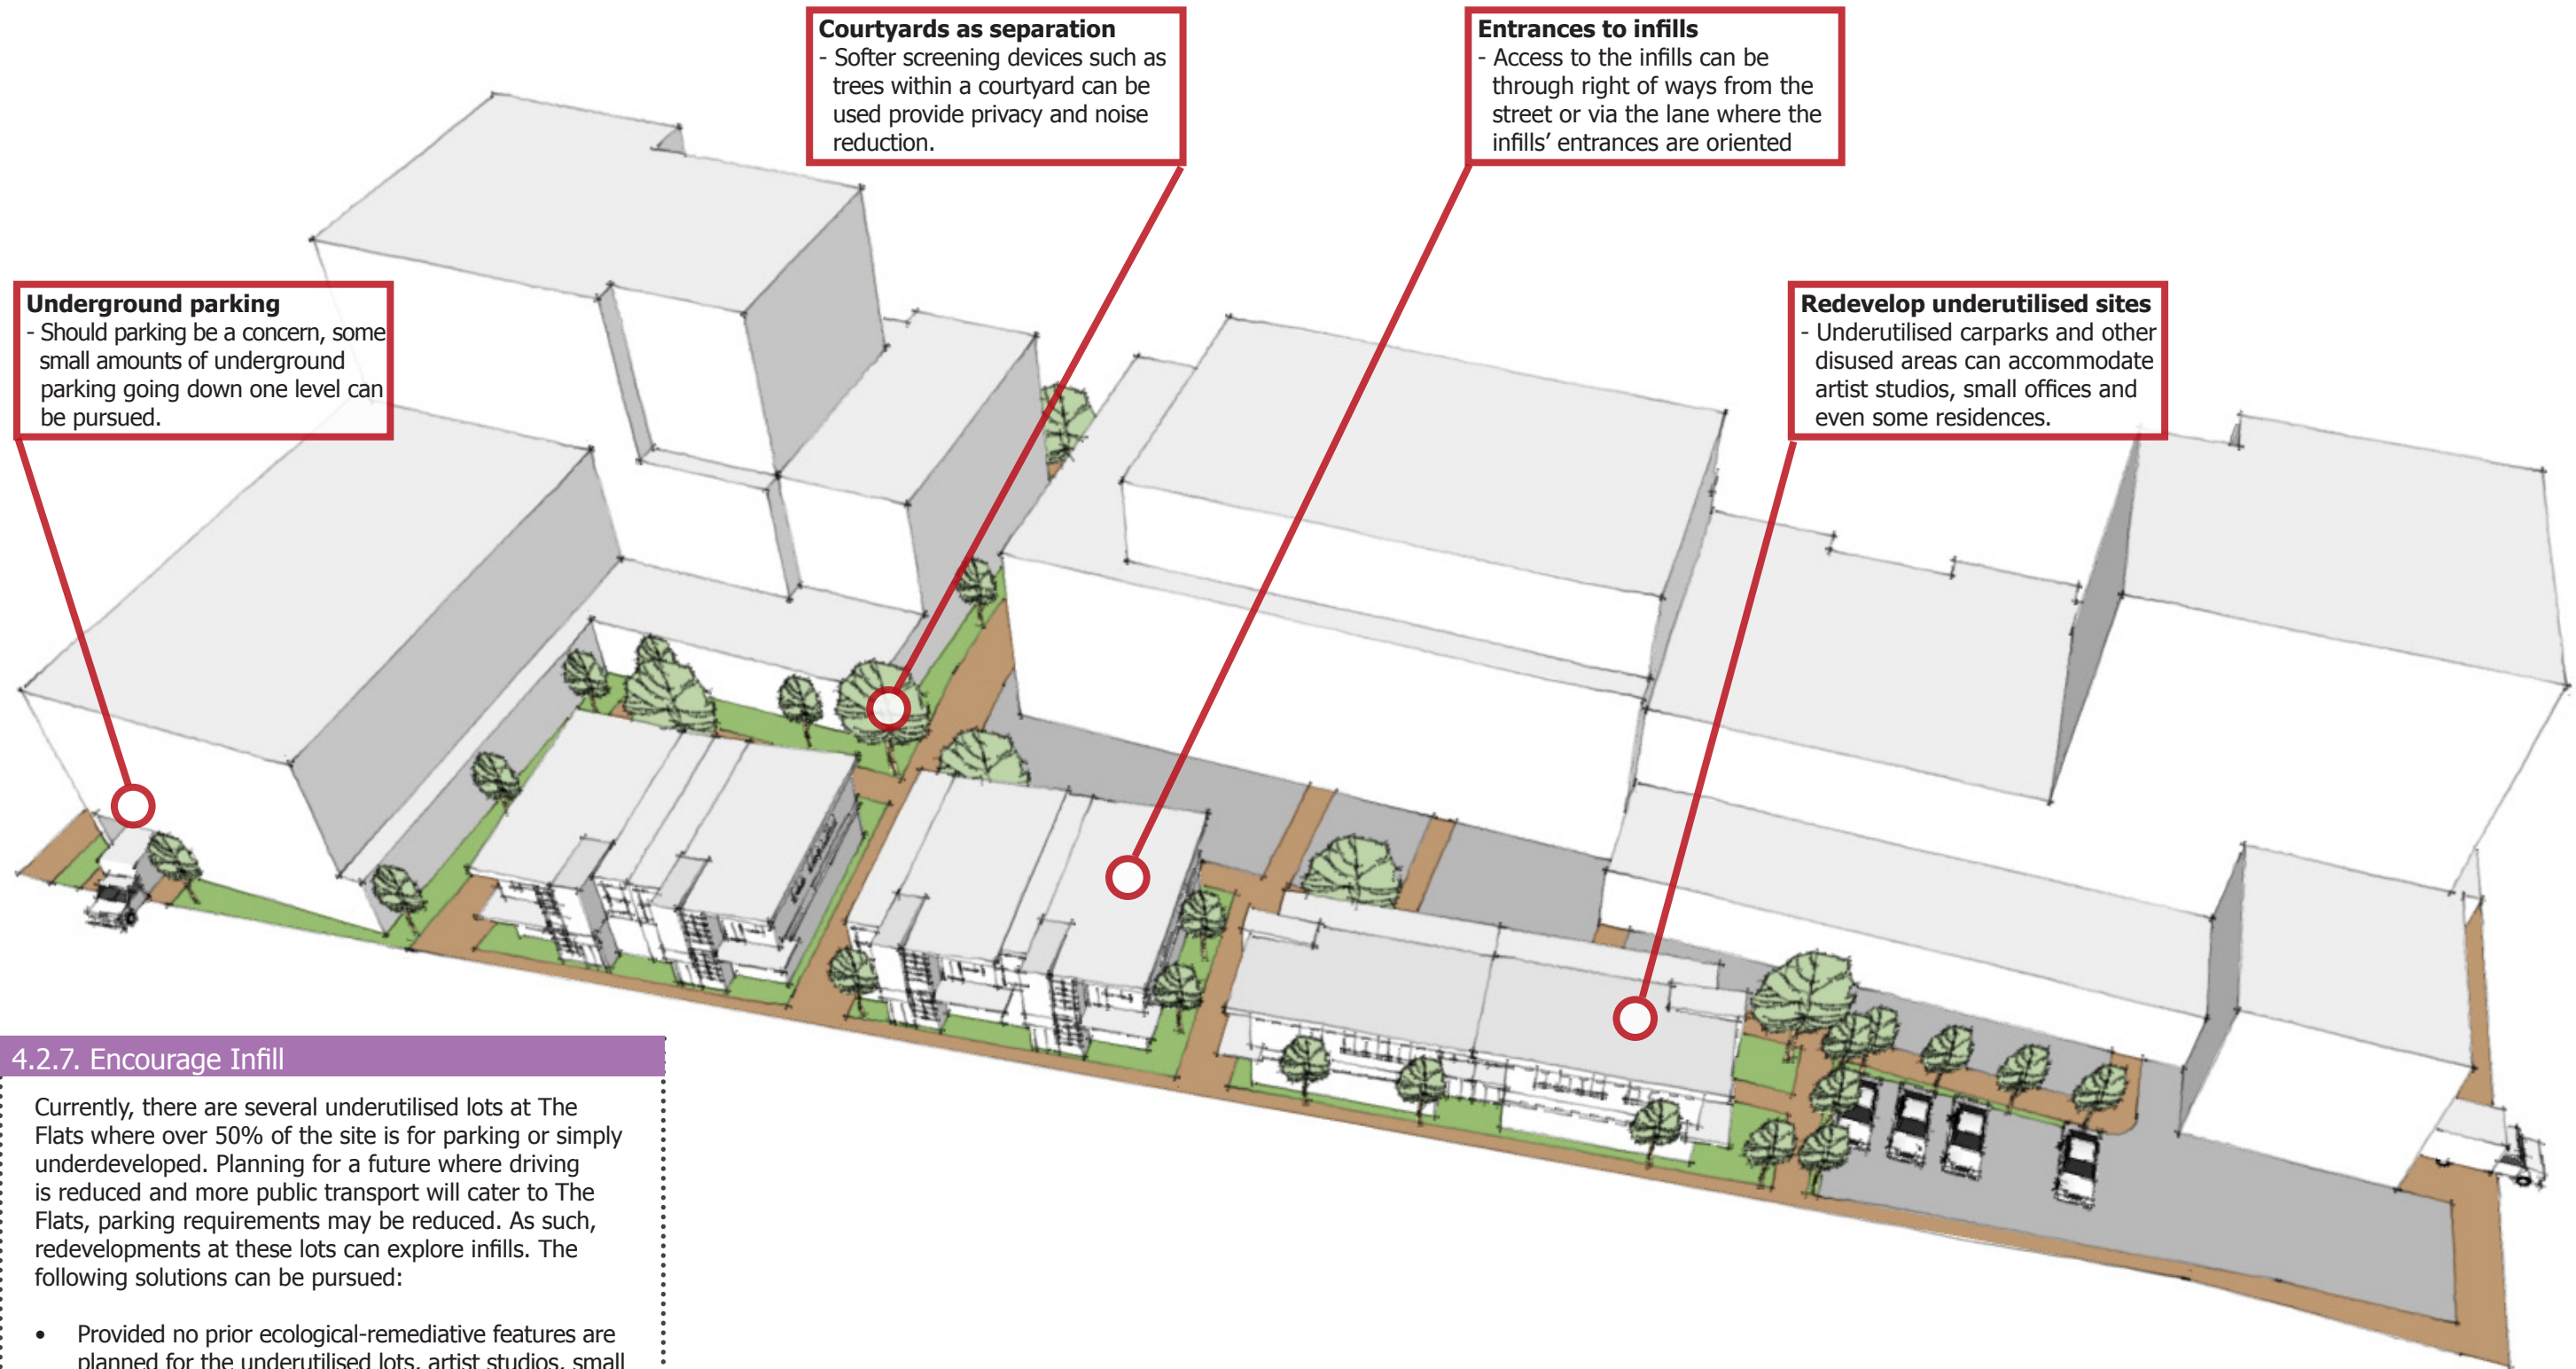 Courtyards as separation
- Softer screening devices such as
trees within a courtyard can be
used provide privacy and noise
reduction.
Entrances to infills
- Access to the infills can be
through right of ways from the
street or via the lane where the
infills’ entrances are oriented
Underground parking
- Should parking be a concern, some
small amounts of underground
parking going down one level can
be pursued.
Redevelop underutilised sites
- Underutilised carparks and other
disused areas can accommodate
artist studios, small offices and
even some residences.
4.2.7. Encourage Infill
Currently, there are several underutilised lots at The
Flats where over 50% of the site is for parking or simply
underdeveloped. Planning for a future where driving
is reduced and more public transport will cater to The
Flats, parking requirements may be reduced. As such,
redevelopments at these lots can explore infills. The
following solutions can be pursued:
• Provided no prior ecological-remediative features are
planned for the underutilised lots, artist studios, small